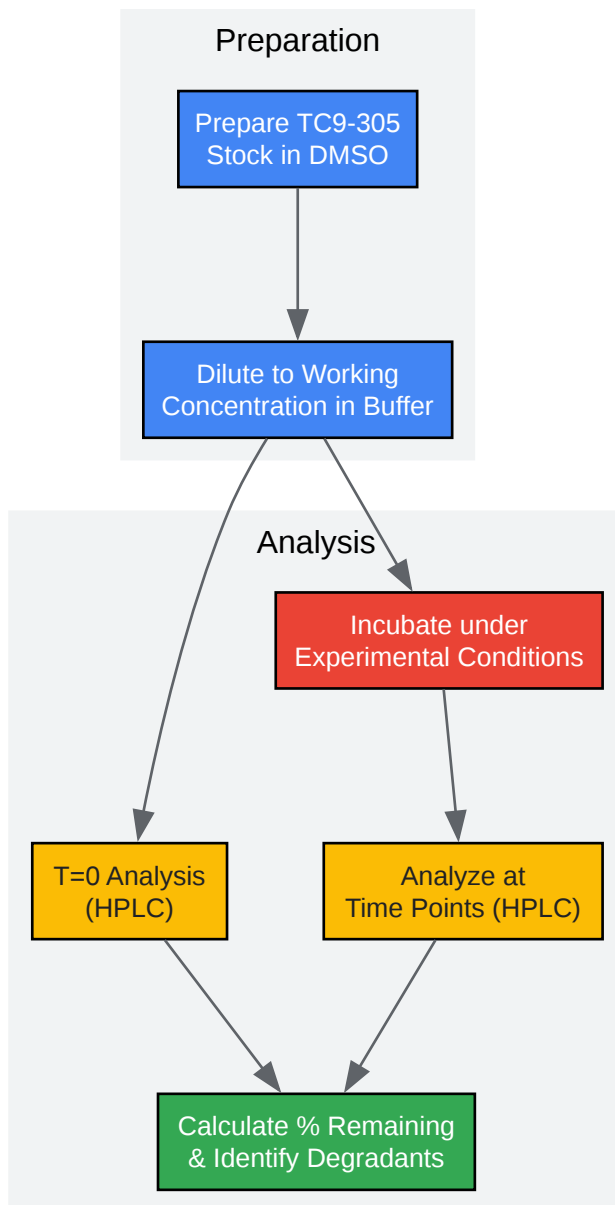 Preparation
Prepare TC9-305
Stock in DMSO
Dilute to Working
Concentration in Buffer
Analysis
Incubate under
Experimental Conditions
T=0 Analysis
(HPLC)
Analyze at
Time Points (HPLC)
Calculate % Remaining
& Identify Degradants